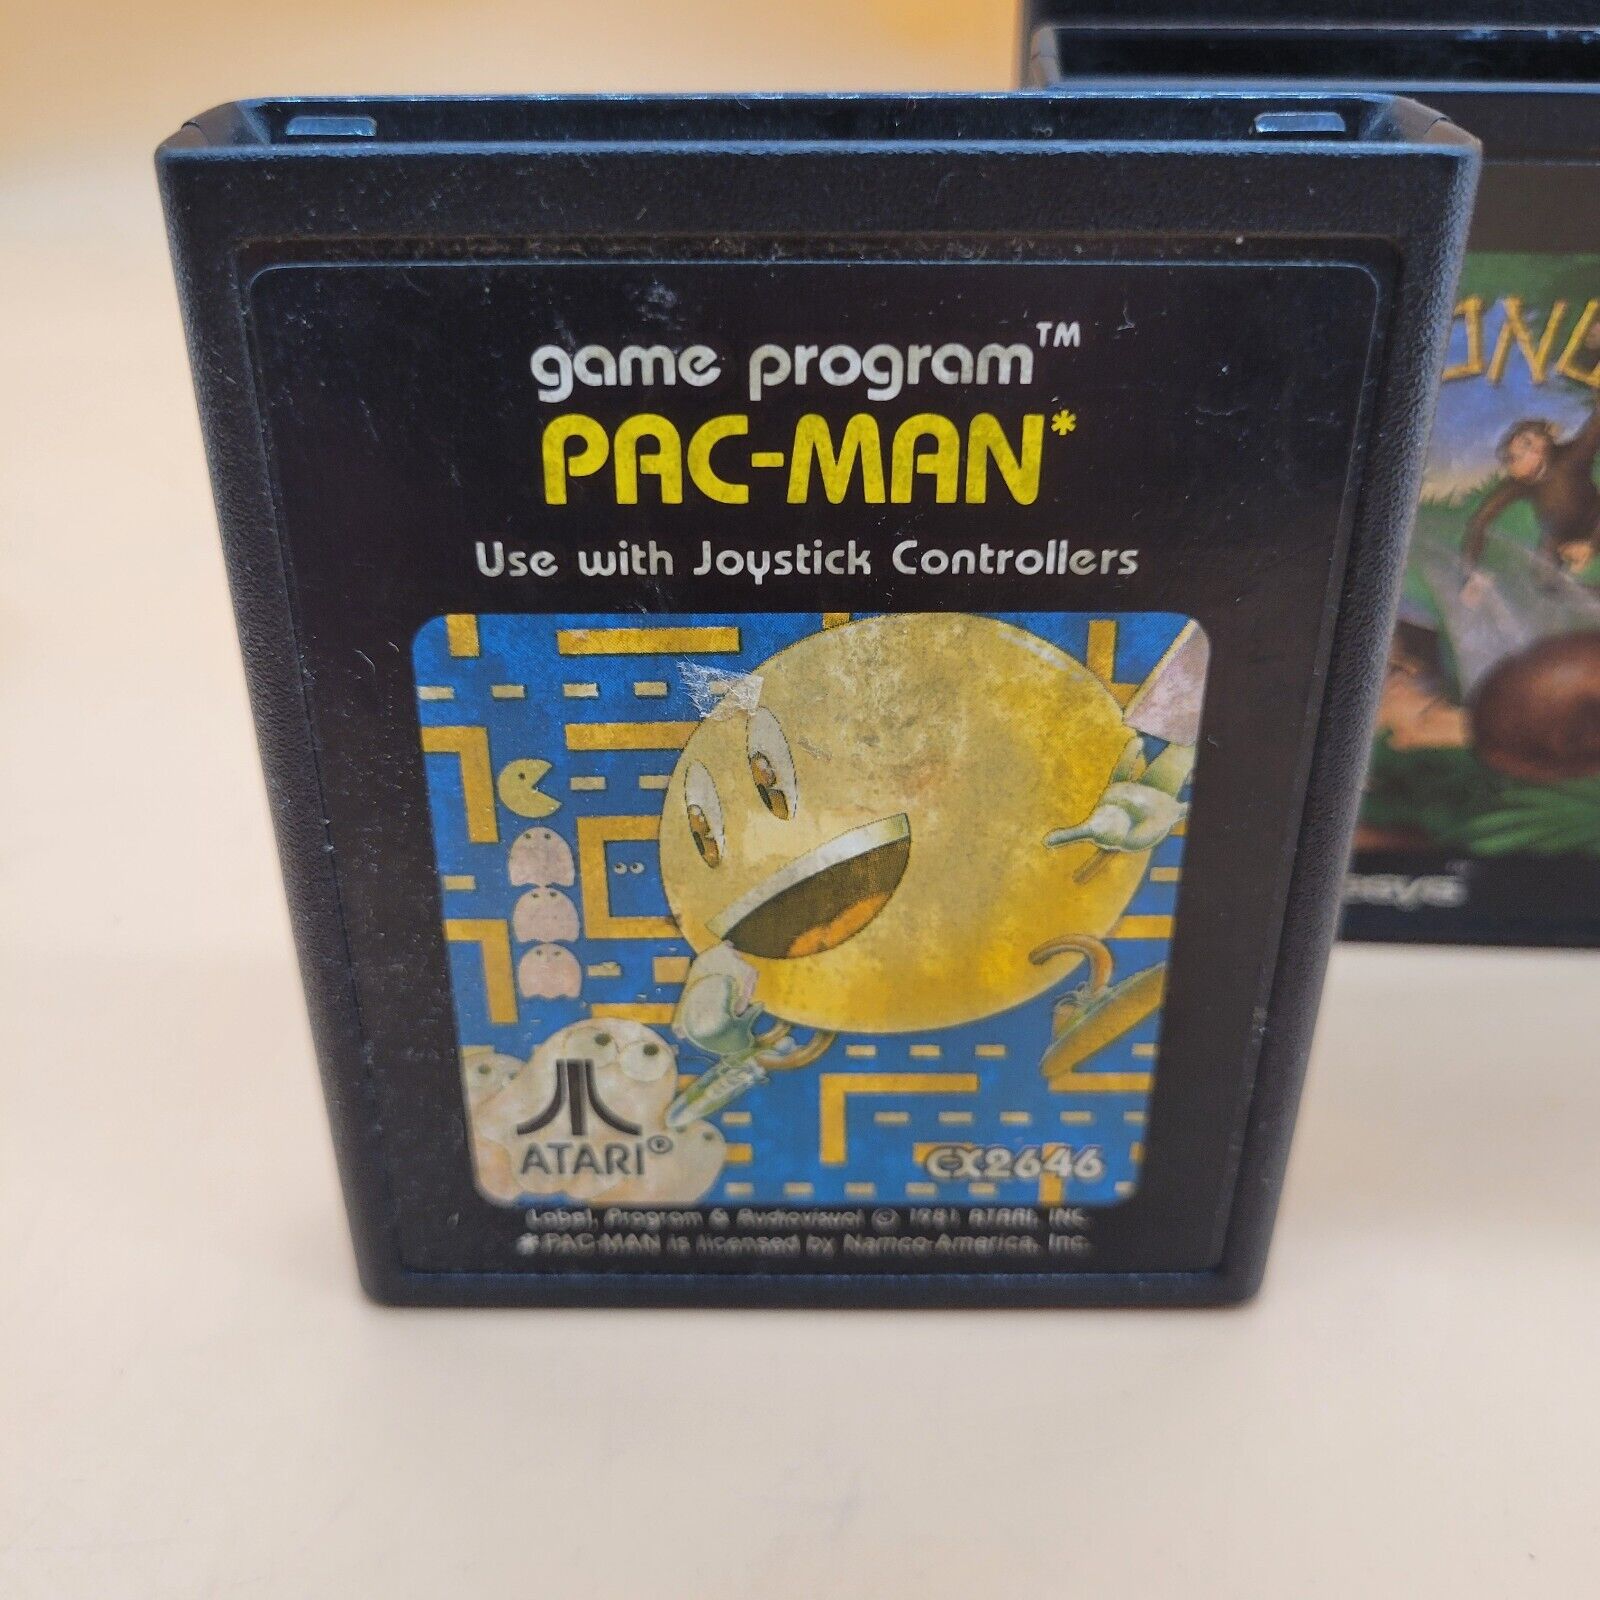 game program™
PAC-MAN*
Use with Joystick Controllers
ATARI®
CX2646
Label, Program & Audiovisual © 1981 ATARI, INC.
*PAC-MAN is licensed by Namco-America, Inc.